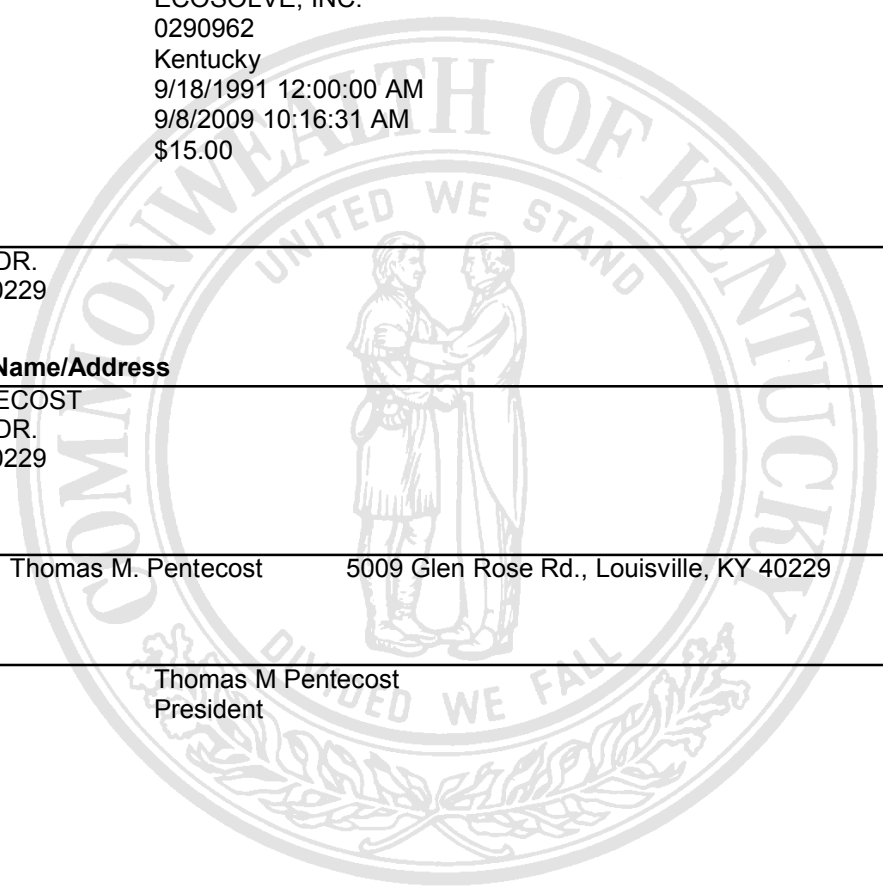 ECOSOLVE, INC.
0290962
Kentucky
9/18/1991 12:00:00 AM
9/8/2009 10:16:31 AM
$15.00
DR.
0229
Name/Address
ECOST
DR.
0229
Thomas M. Pentecost 5009 Glen Rose Rd., Louisville, KY 40229
Thomas M Pentecost
President
COMMONWEALTH OF KENTUCKY
UNITED WE STAND
DIVIDED WE FALL